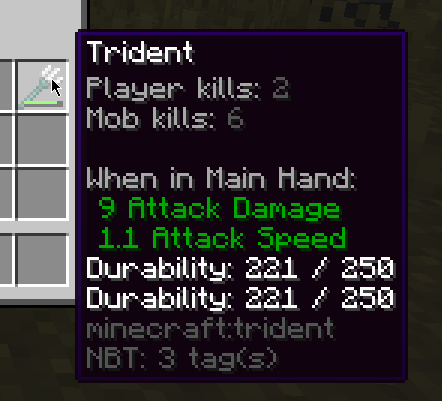 Trident
Player kills: 2
Mob kills: 6
When in Main Hand:
9 Attack Damage
1.1 Attack Speed
Durability: 221 / 250
Durability: 221 / 250
minecraft:trident
NBT: 3 tag(s)